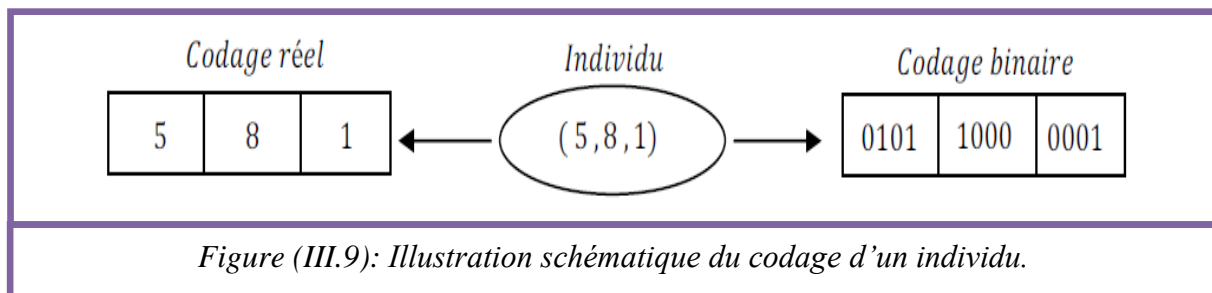 Codage réel
Individu
Codage binaire
5 8 1
(5,8,1)
0101 1000 0001
Figure (III.9): Illustration schématique du codage d’un individu.